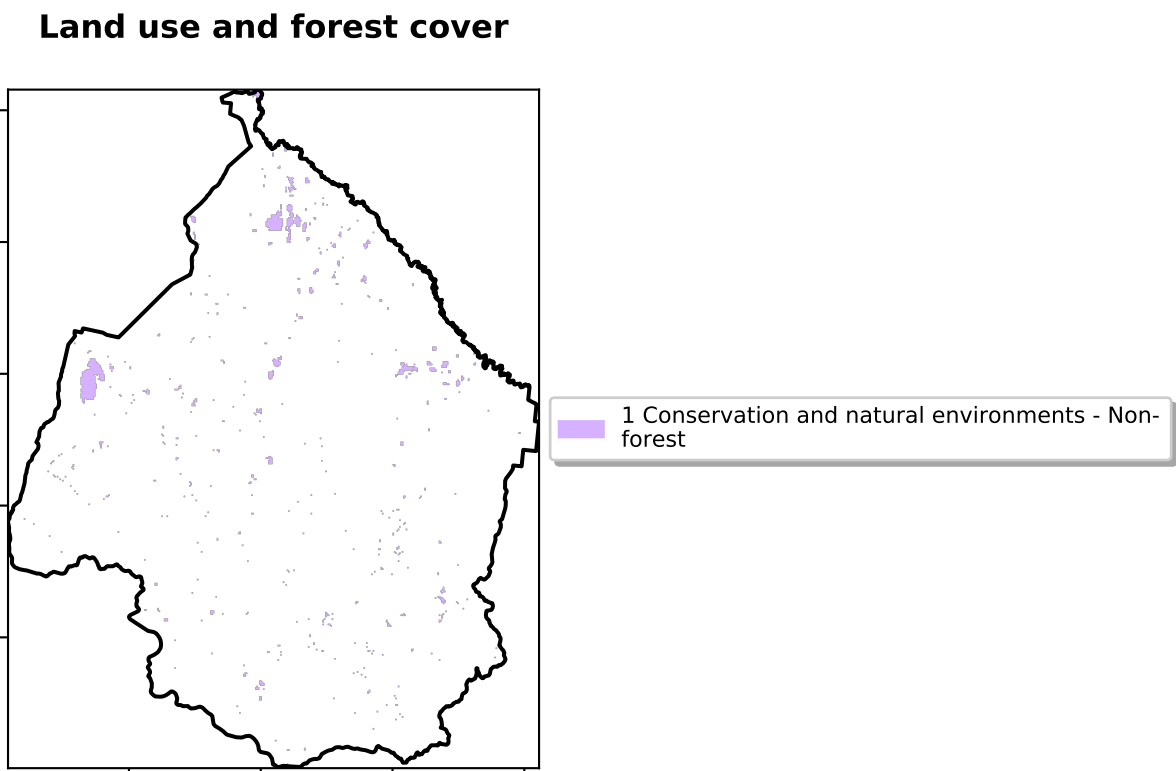 Land use and forest cover
1 Conservation and natural environments - Non-
forest